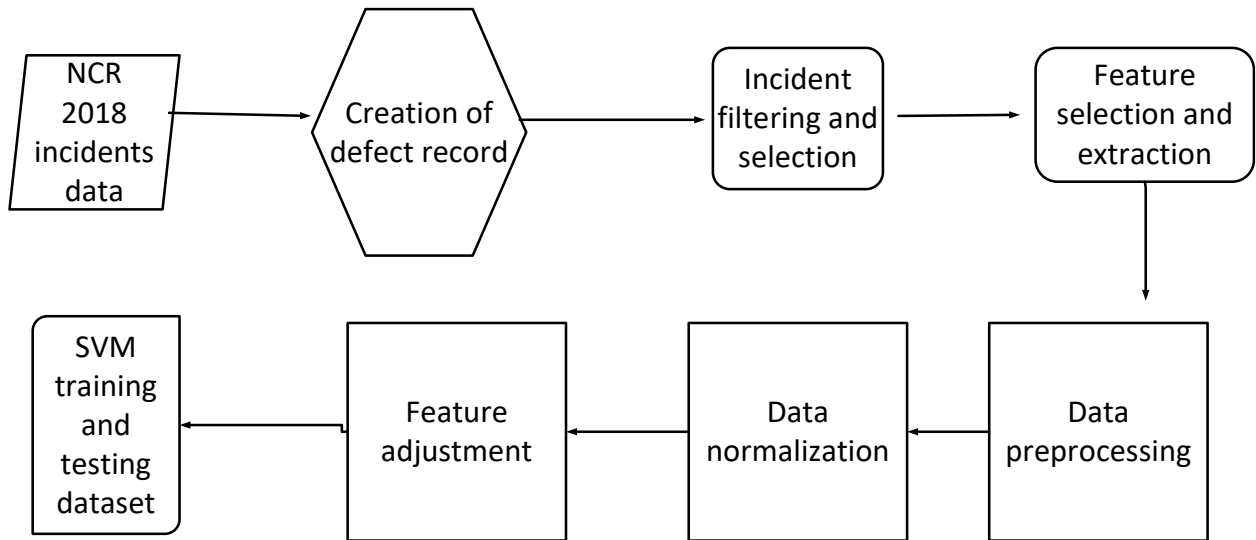 NCR
2018
incidents
data
Creation of
defect record
Incident
filtering and
selection
Feature
selection and
extraction
Data
preprocessing
Data
normalization
Feature
adjustment
SVM
training
and
testing
dataset